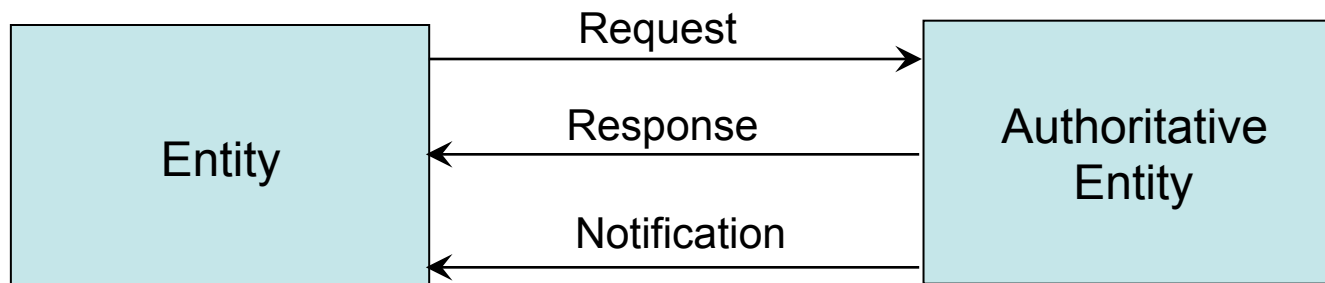 Request
Response
Notification
Entity
Authoritative
Entity